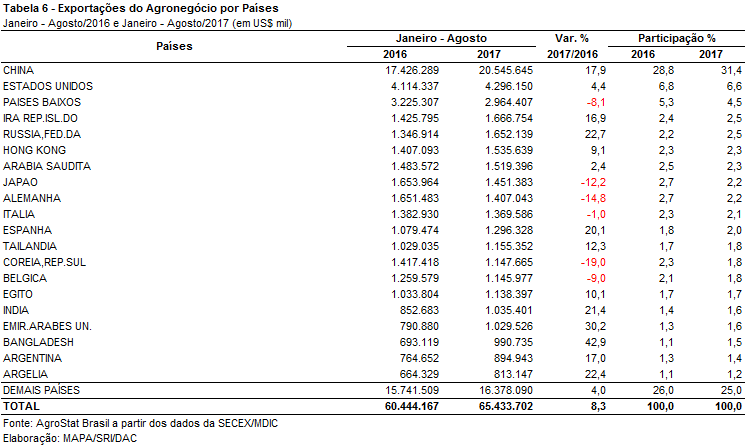 Tabela 6 - Exportações do Agronegócio por Países
Janeiro - Agosto/2016 e Janeiro - Agosto/2017 (em US$ mil)
Países Janeiro - Agosto Var. % Participação %
2016 2017 2017/2016 2016 2017
CHINA 17.426.289 20.545.645 17,9 28,8 31,4
ESTADOS UNIDOS 4.114.337 4.296.150 4,4 6,8 6,6
PAISES BAIXOS 3.225.307 2.964.407 -8,1 5,3 4,5
IRA REP.ISL.DO 1.425.795 1.666.754 16,9 2,4 2,5
RUSSIA,FED.DA 1.346.914 1.652.139 22,7 2,2 2,5
HONG KONG 1.407.093 1.535.639 9,1 2,3 2,3
ARABIA SAUDITA 1.483.572 1.519.396 2,4 2,5 2,3
JAPAO 1.653.964 1.451.383 -12,2 2,7 2,2
ALEMANHA 1.651.483 1.407.043 -14,8 2,7 2,2
ITALIA 1.382.930 1.369.586 -1,0 2,3 2,1
ESPANHA 1.079.474 1.296.328 20,1 1,8 2,0
TAILANDIA 1.029.035 1.155.352 12,3 1,7 1,8
COREIA,REP.SUL 1.417.418 1.147.665 -19,0 2,3 1,8
BELGICA 1.259.579 1.145.977 -9,0 2,1 1,8
EGITO 1.033.804 1.138.397 10,1 1,7 1,7
INDIA 852.683 1.035.401 21,4 1,4 1,6
EMIR.ARABES UN. 790.880 1.029.526 30,2 1,3 1,6
BANGLADESH 693.119 990.735 42,9 1,1 1,5
ARGENTINA 764.652 894.943 17,0 1,3 1,4
ARGELIA 664.329 813.147 22,4 1,1 1,2
DEMAIS PAÍSES 15.741.509 16.378.090 4,0 26,0 25,0
TOTAL 60.444.167 65.433.702 8,3 100,0 100,0
Fonte: AgroStat Brasil a partir dos dados da SECEX/MDIC
Elaboração: MAPA/SRI/DAC